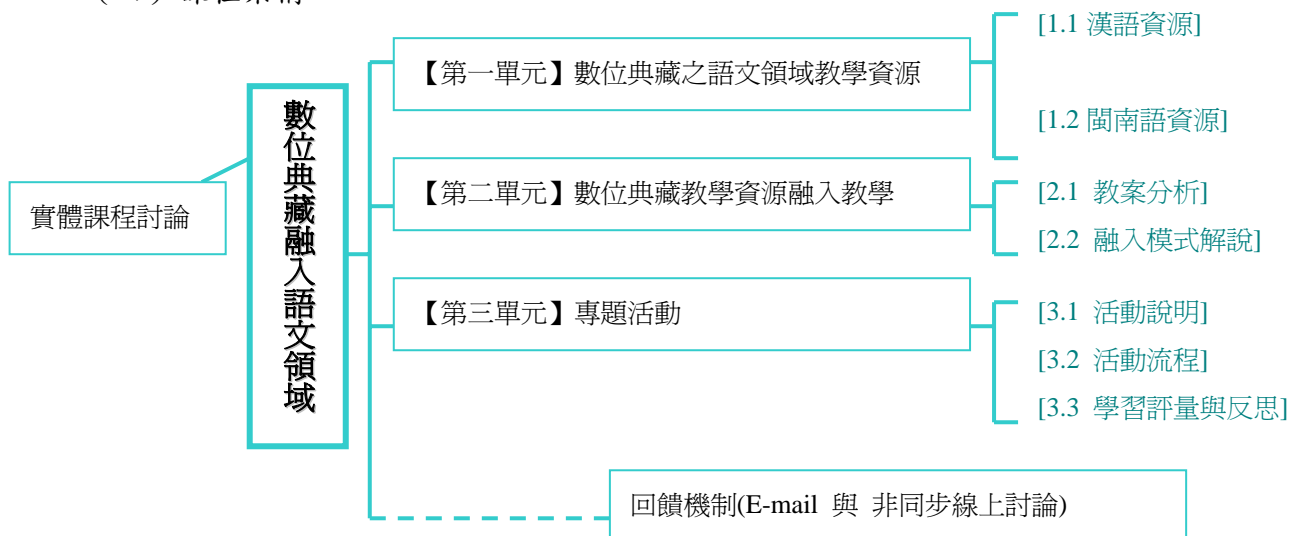 [1.1 漢語資源]
【第一單元】數位典藏之語文領域教學資源
[1.2 閩南語資源]
數位典藏融入語文領域
實體課程討論
【第二單元】數位典藏教學資源融入教學
[2.1 教案分析]
[2.2 融入模式解說]
【第三單元】專題活動
[3.1 活動說明]
[3.2 活動流程]
[3.3 學習評量與反思]
回饋機制(E-mail 與 非同步線上討論)